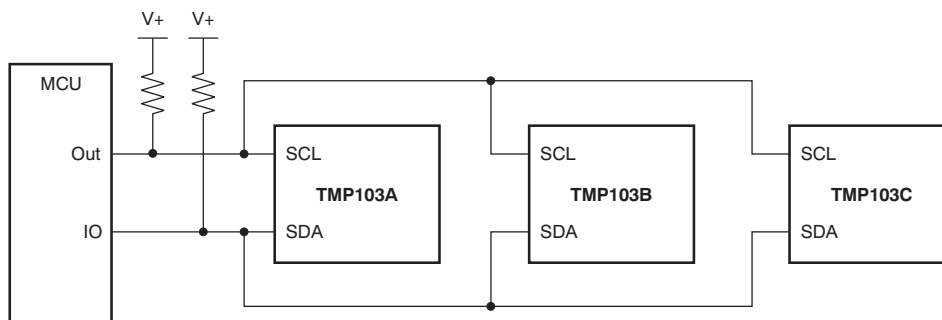 V+ V+
MCU
Out
SCL
SCL
SCL
TMP103A
TMP103B
TMP103C
IO
SDA
SDA
SDA